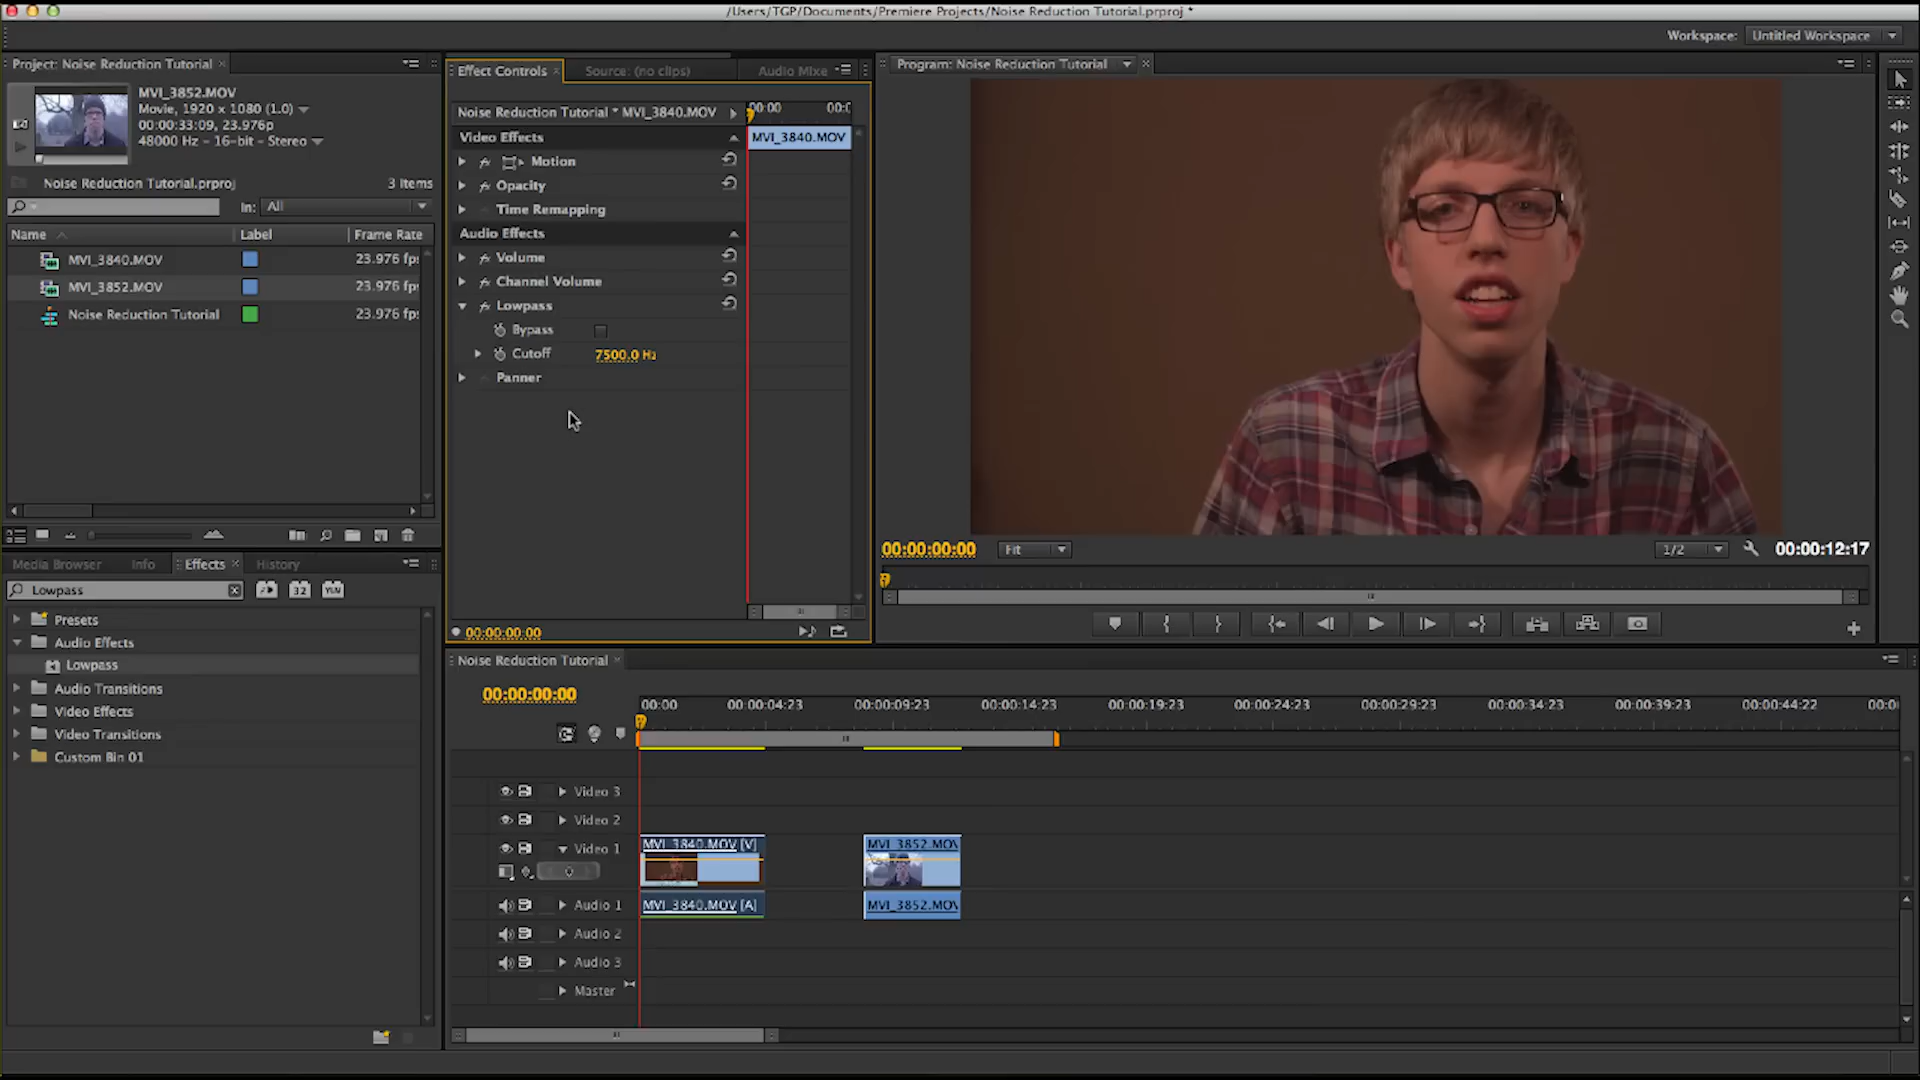 /Users/TGP/Documents/Premiere Projects/Noise Reduction Tutorial.prproj *
Workspace: Untitled Workspace
Project: Noise Reduction Tutorial
MVI_3852.MOV
Movie, 1920 x 1080 (1.0)
00:00:33:09, 23.976p
48000 Hz - 16-bit - Stereo
Noise Reduction Tutorial.prproj 3 Items
In: All
Name Label Frame Rate
MVI_3840.MOV 23.976 fps
MVI_3852.MOV 23.976 fps
Noise Reduction Tutorial 23.976 fps
Effect Controls Source: (no clips) Audio Mixe
Noise Reduction Tutorial * MVI_3840.MOV 00:00 00:0
Video Effects MVI_3840.MOV
Motion
Opacity
Time Remapping
Audio Effects
Volume
Channel Volume
Lowpass
Bypass
Cutoff 7500.0 Hz
Panner
00:00:00:00
Program: Noise Reduction Tutorial
00:00:00:00 Fit 1/2 00:00:12:17
Media Browser Info Effects History
Lowpass 32 YUV
Presets
Audio Effects
Lowpass
Audio Transitions
Video Effects
Video Transitions
Custom Bin 01
Noise Reduction Tutorial
00:00:00:00
00:00 00:00:04:23 00:00:09:23 00:00:14:23 00:00:19:23 00:00:24:23 00:00:29:23 00:00:34:23 00:00:39:23 00:00:44:22 00:0
Video 3
Video 2
Video 1 MVI_3840.MOV [V] MVI_3852.MOV
Audio 1 MVI_3840.MOV [A] MVI_3852.MOV
Audio 2
Audio 3
Master